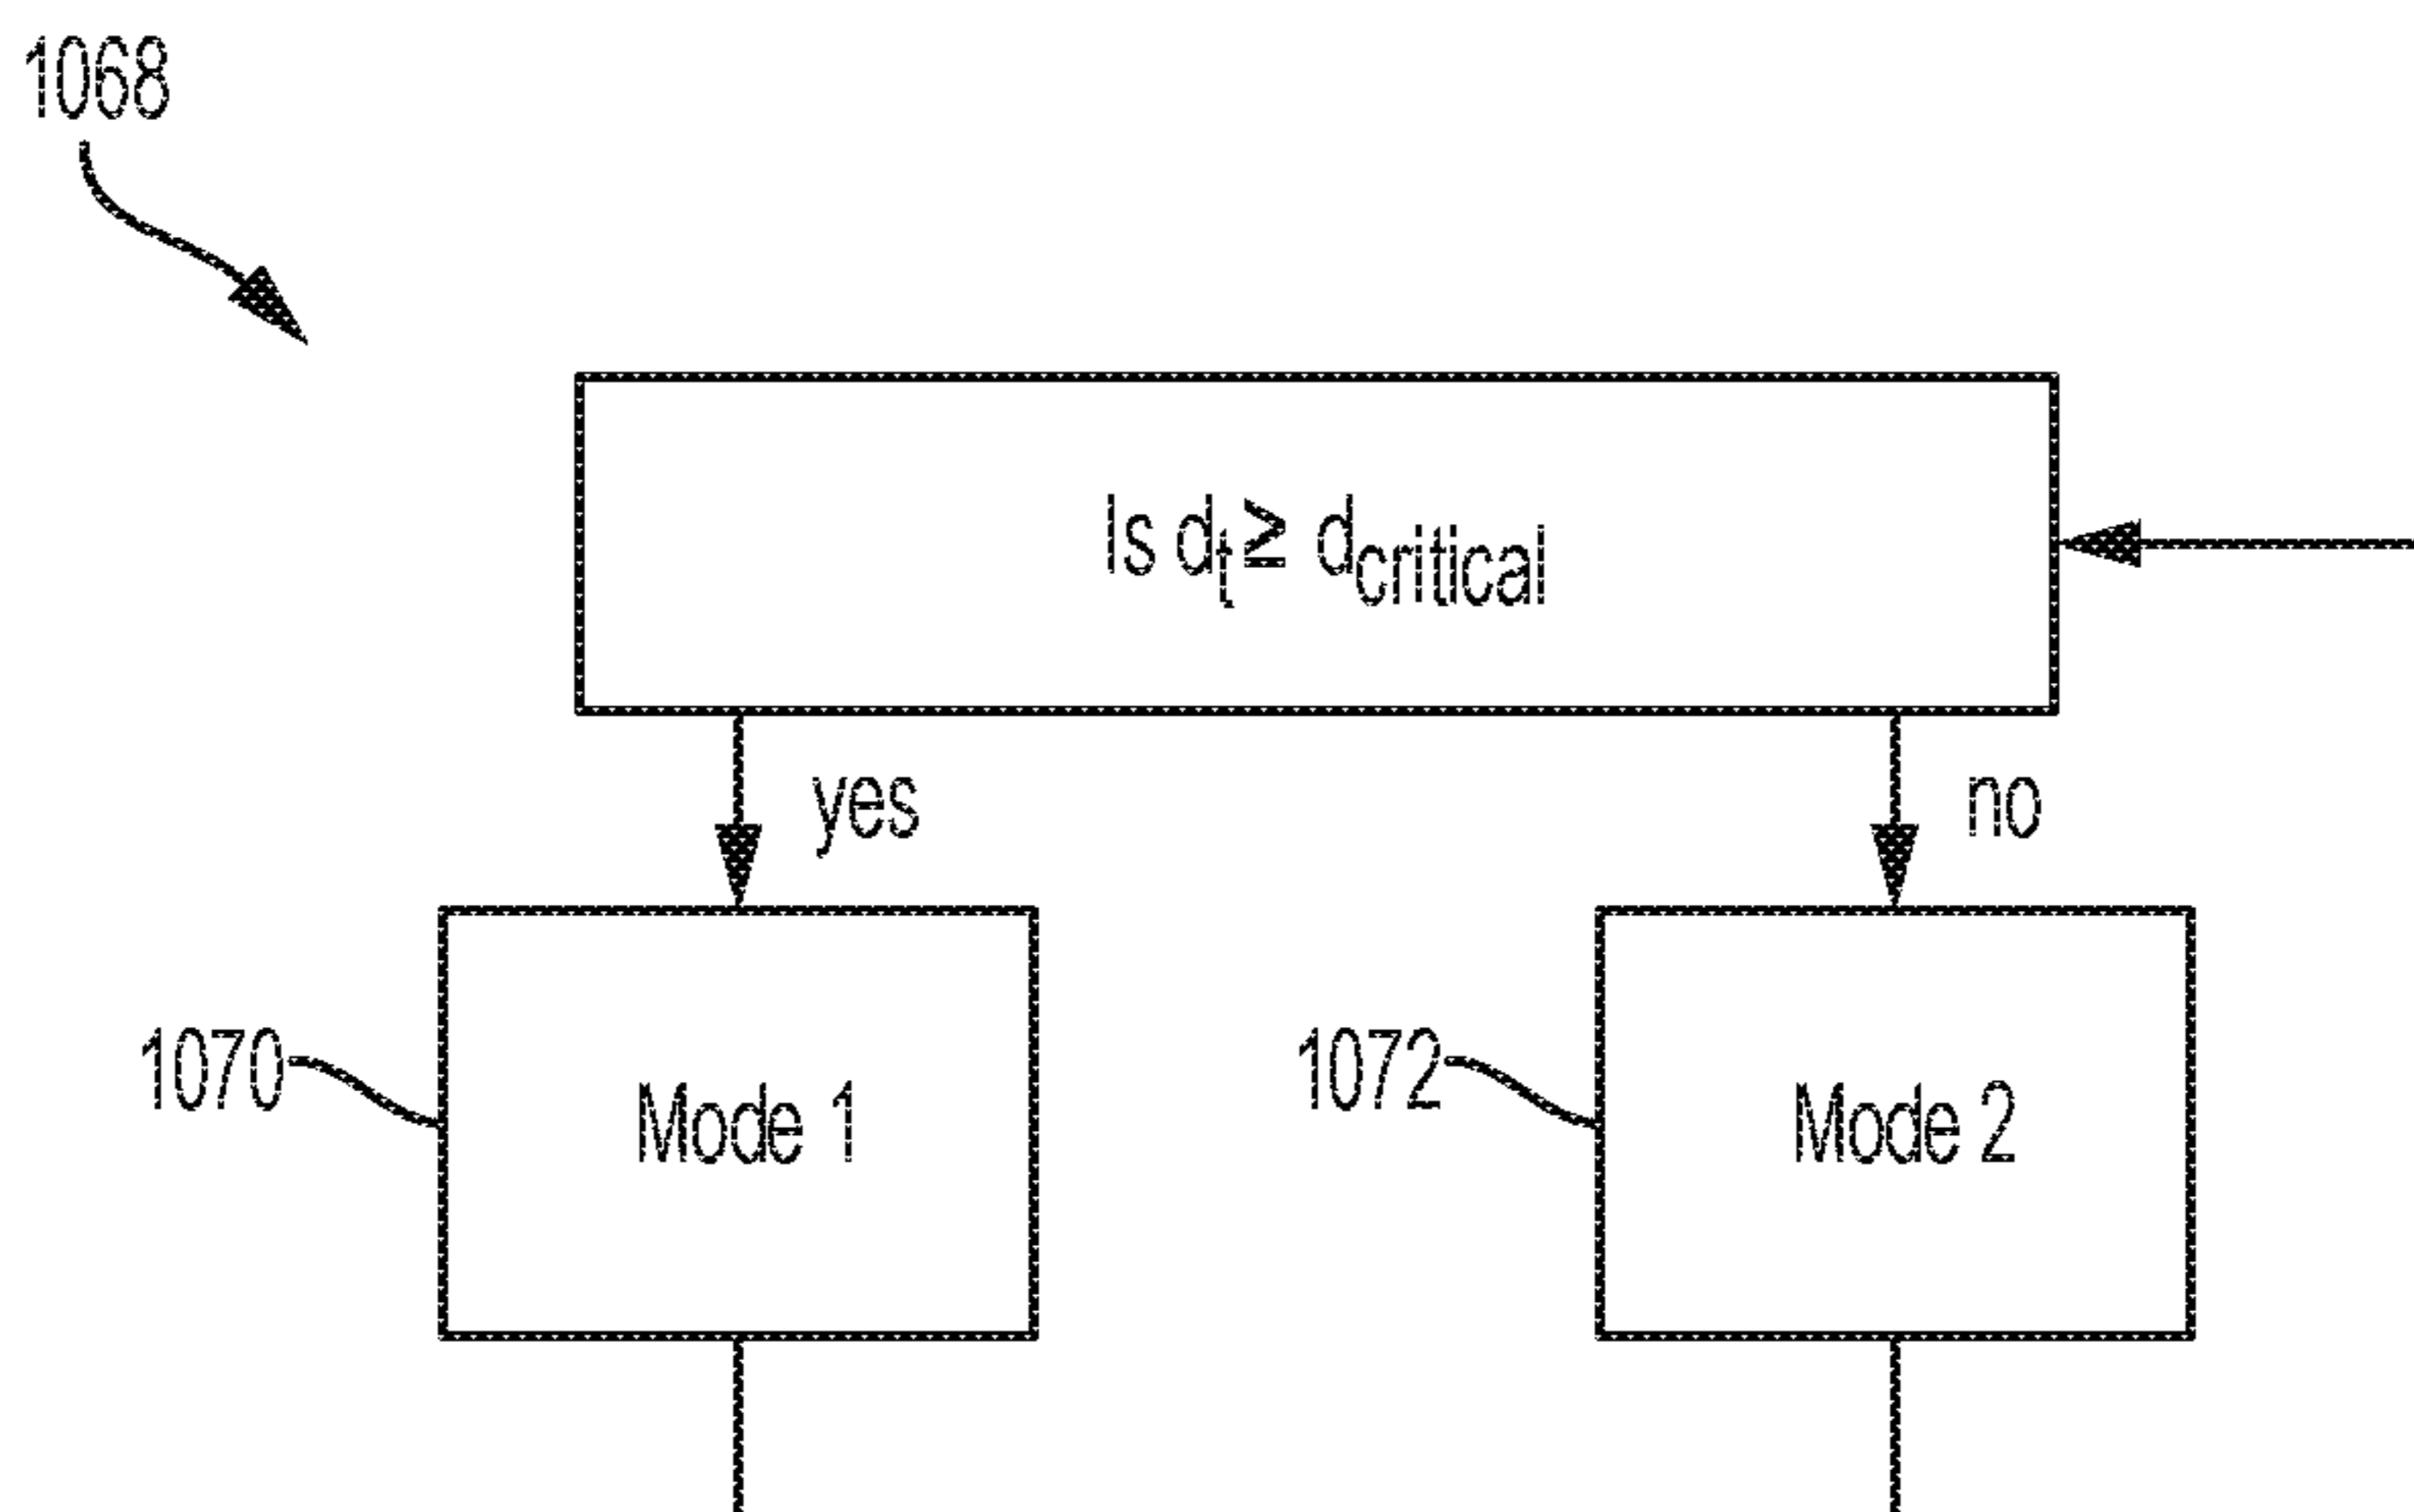 1068
Is dt ≥ dcritical
yes
no
1070
Mode 1
1072
Mode 2